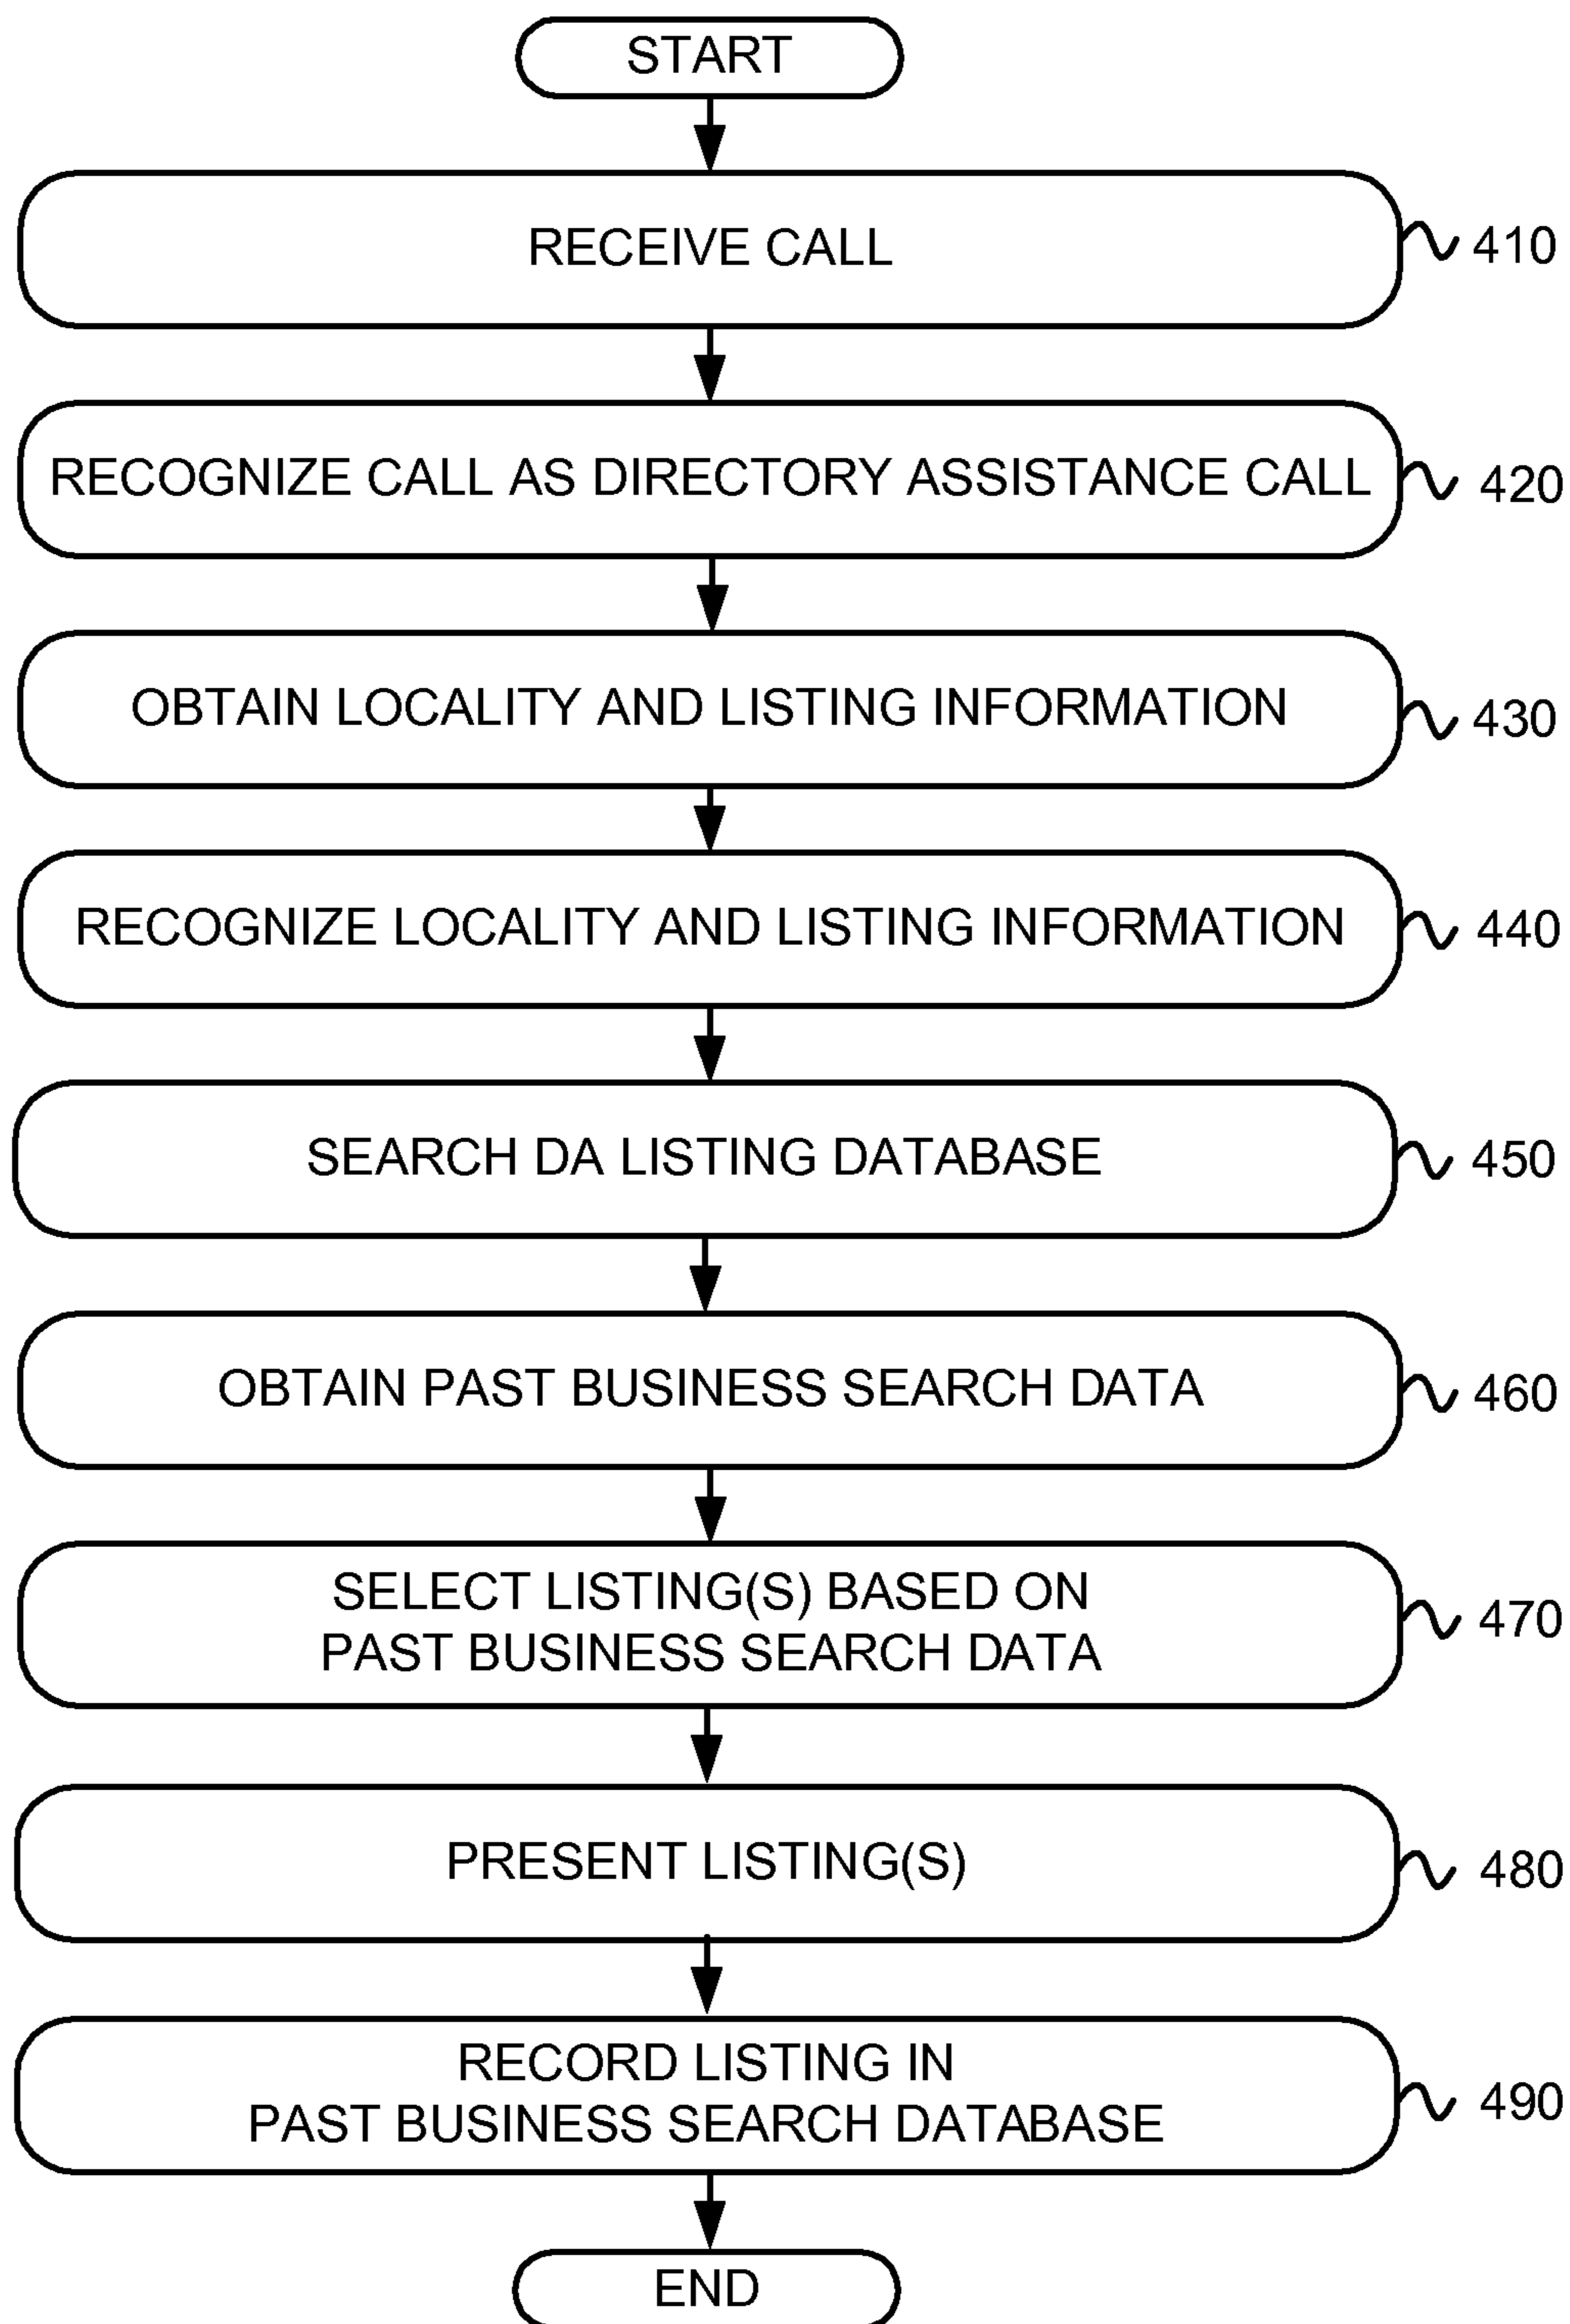 START
RECEIVE CALL
410
RECOGNIZE CALL AS DIRECTORY ASSISTANCE CALL
420
OBTAIN LOCALITY AND LISTING INFORMATION
430
RECOGNIZE LOCALITY AND LISTING INFORMATION
440
SEARCH DA LISTING DATABASE
450
OBTAIN PAST BUSINESS SEARCH DATA
460
SELECT LISTING(S) BASED ON
PAST BUSINESS SEARCH DATA
470
PRESENT LISTING(S)
480
RECORD LISTING IN
PAST BUSINESS SEARCH DATABASE
490
END